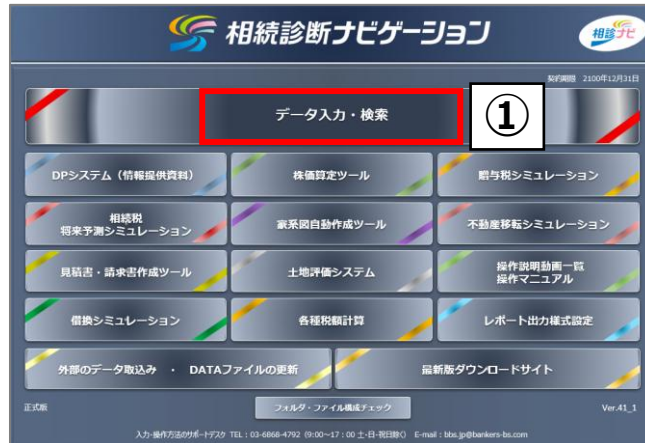 相続診断ナビゲーション
相診ナビ
契約期限 2100年12月31日
データ入力・検索
①
DPシステム（情報提供資料）
株価算定ツール
贈与税シミュレーション
相続税
将来予測シミュレーション
家系図自動作成ツール
不動産移転シミュレーション
見積書・請求書作成ツール
土地評価システム
操作説明動画一覧
操作マニュアル
借換シミュレーション
各種税額計算
レポート出力様式設定
外部のデータ取込み ・ DATAファイルの更新
最新版ダウンロードサイト
正式版
フォルダ・ファイル構成チェック
Ver.41_1
入力・操作方法のサポートデスク TEL：03-6868-4792 (9:00～17：00 土・日・祝日除く) E-mail：bbs.jp@bankers-bs.com